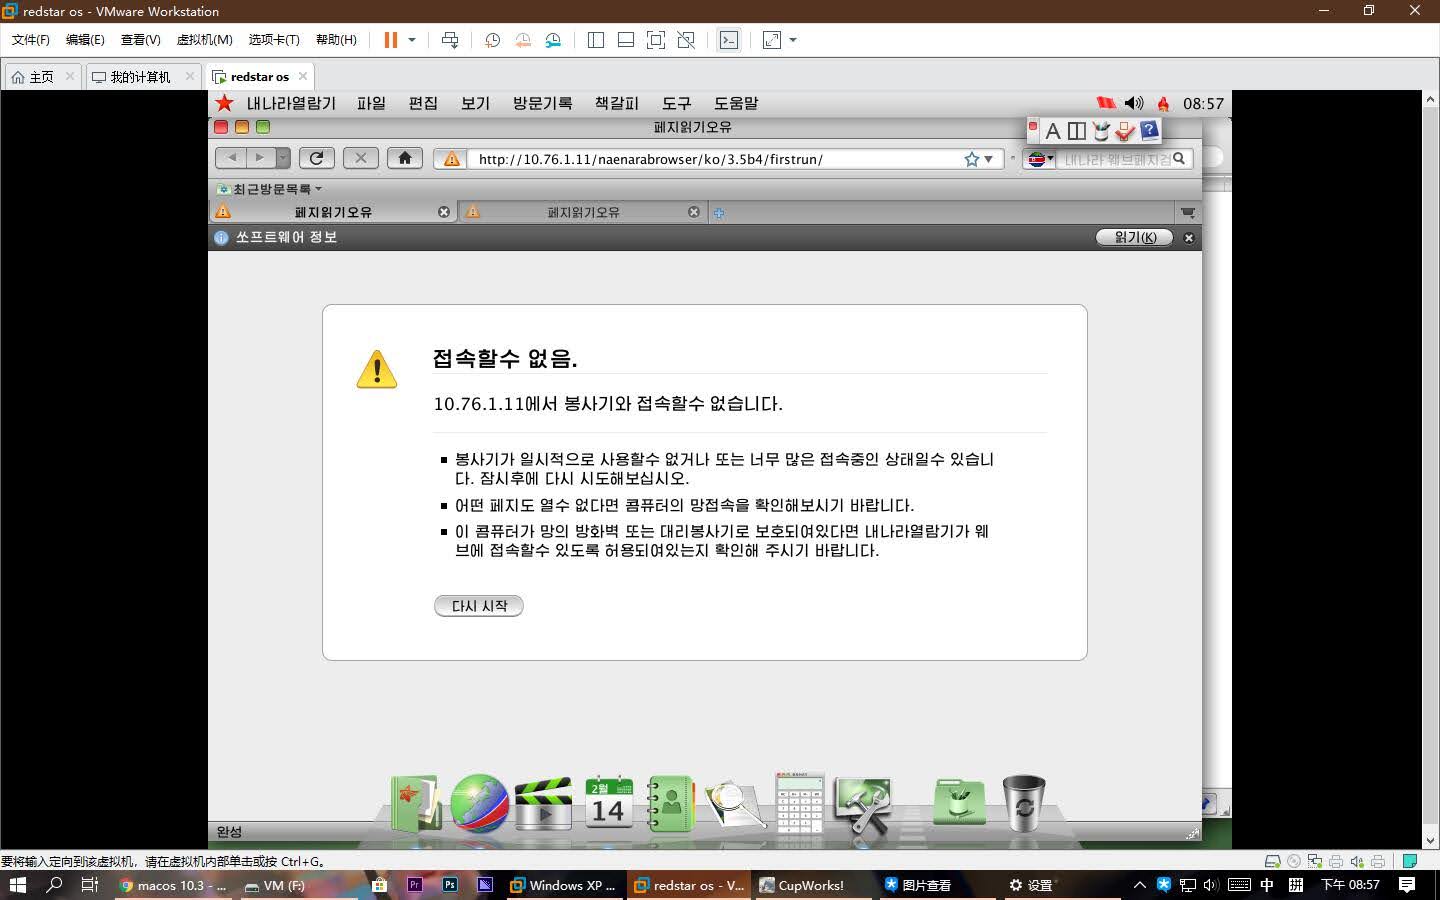 redstar os - VMware Workstation
文件(F) 编辑(E) 查看(V) 虚拟机(M) 选项卡(T) 帮助(H)
主页 我的计算机 redstar os
내나라열람기 파일 편집 보기 방문기록 책갈피 도구 도움말 08:57
페지읽기오유
http://10.76.1.11/naenarabrowser/ko/3.5b4/firstrun/ 내나라 웨브페지검
최근방문목록
페지읽기오유 페지읽기오유
쏘프트웨어 정보 읽기(K)
접속할수 없음.
10.76.1.11에서 봉사기와 접속할수 없습니다.
봉사기가 일시적으로 사용할수 없거나 또는 너무 많은 접속중인 상태일수 있습니
다. 잠시후에 다시 시도해보십시오.
어떤 페지도 열수 없다면 콤퓨터의 망접속을 확인해보시기 바랍니다.
이 콤퓨터가 망의 방화벽 또는 대리봉사기로 보호되여있다면 내나라열람기가 웨
브에 접속할수 있도록 허용되여있는지 확인해 주시기 바랍니다.
다시 시작
2월
14
완성
要将输入定向到该虚拟机，请在虚拟机内部单击或按 Ctrl+G。
macos 10.3 - ... VM (F:) Pr Ps Windows XP ... redstar os - V... CupWorks! 图片查看 设置 中 拼 下午 08:57